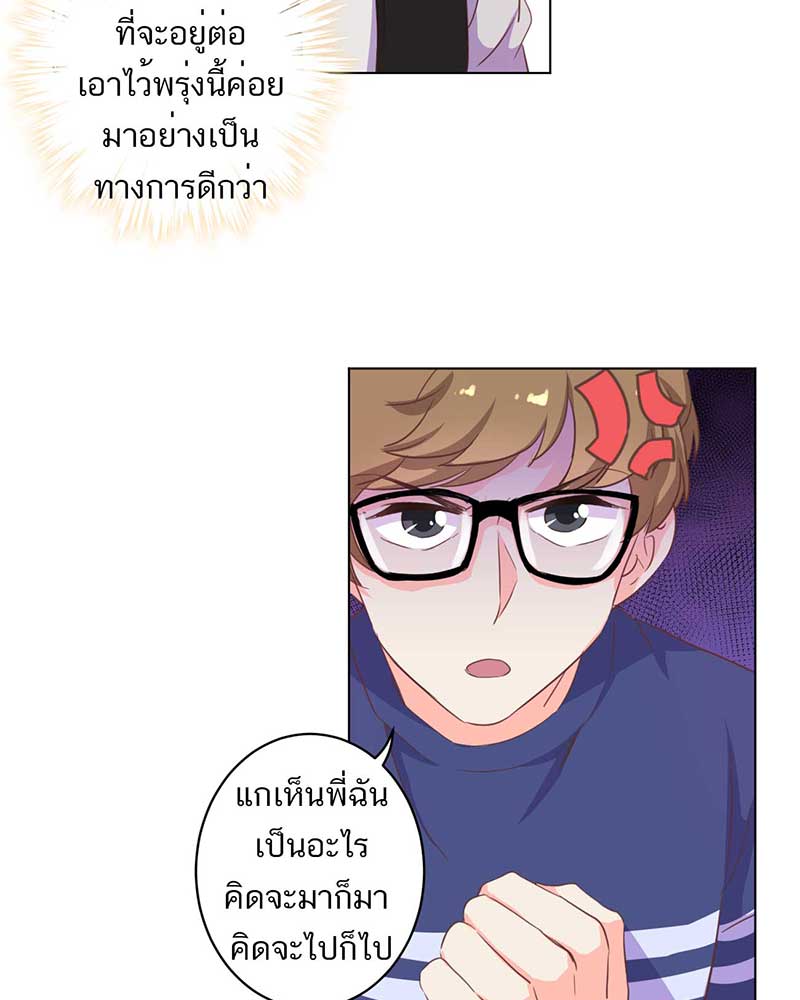 ที่จะอยู่ต่อ
เอาไว้พรุ่งนี้ค่อย
มาอย่างเป็น
ทางการดีกว่า
แกเห็นพี่ฉัน
เป็นอะไร
คิดจะมาก็มา
คิดจะไปก็ไป